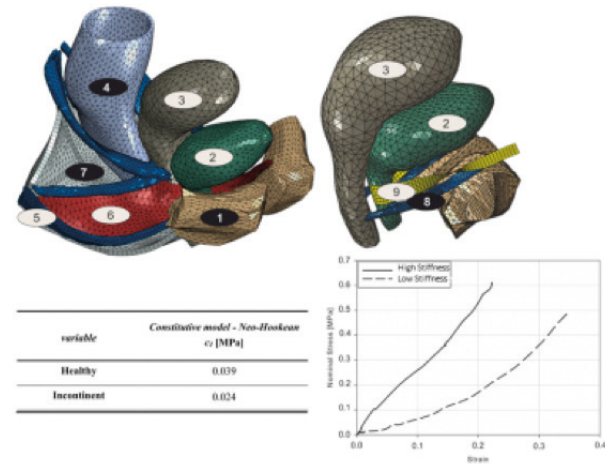 4
3
2
7
5
6
1
3
2
9
8
variable
Constitutive model - Neo-Hookean
c₁ [MPa]
Healthy
0.039
Incontinent
0.024
High Stiffness
Low Stiffness
Nominal Stress [MPa]
0.7
0.6
0.5
0.4
0.3
0.2
0.1
0.0
0.0
0.1
0.2
0.3
0.4
Strain